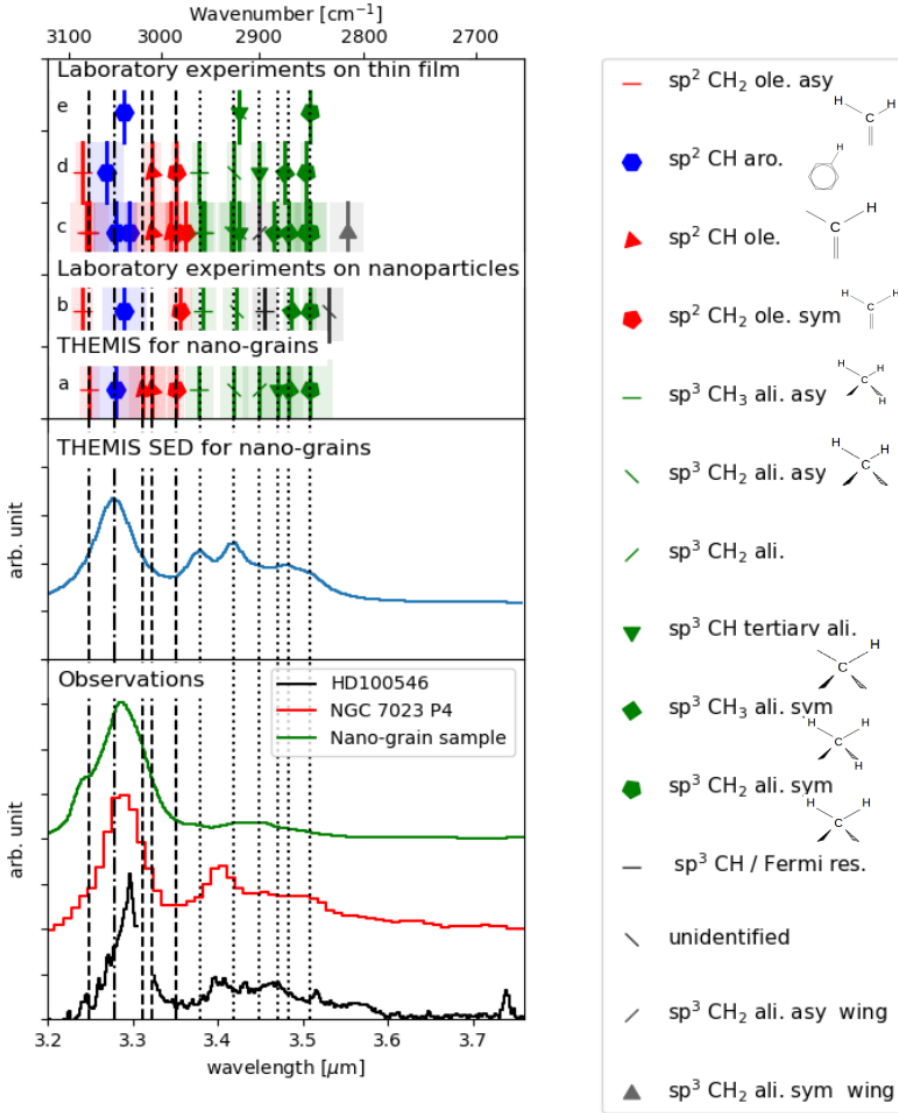 Wavenumber [cm⁻¹]
3100 3000 2900 2800 2700
Laboratory experiments on thin film
e
d
c
Laboratory experiments on nanoparticles
b
THEMIS for nano-grains
a
THEMIS SED for nano-grains
arb. unit
Observations
HD100546
NGC 7023 P4
Nano-grain sample
arb. unit
3.2 3.3 3.4 3.5 3.6 3.7
wavelength [μm]
sp² CH₂ ole. asy
H H
C
sp² CH aro.
H
sp² CH ole.
H
C
sp² CH₂ ole. sym
H H
C
sp³ CH₃ ali. asy
H H
C
H
sp³ CH₂ ali. asy
H H
C
sp³ CH₂ ali.
sp³ CH tertiary ali.
H
C
sp³ CH₃ ali. sym
H H
C
H
sp³ CH₂ ali. sym
H H
C
sp³ CH / Fermi res.
unidentified
sp³ CH₂ ali. asy wing
sp³ CH₂ ali. sym wing